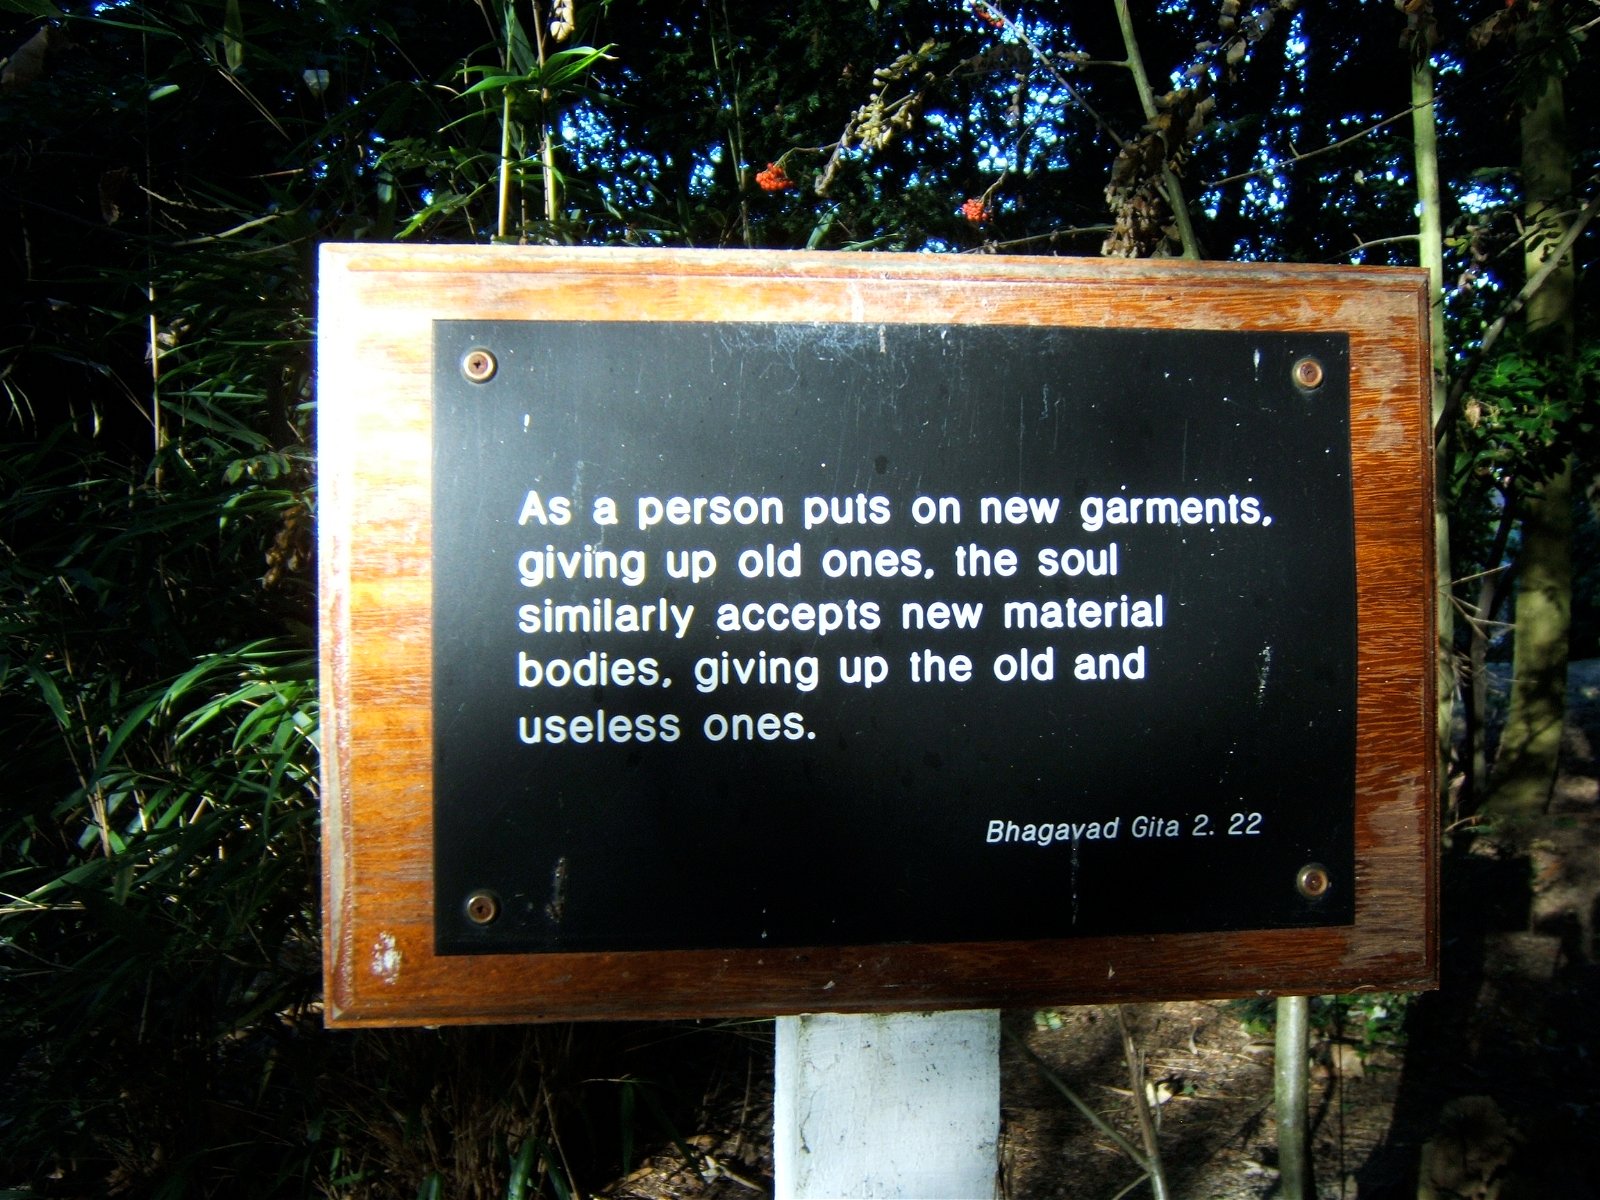 As a person puts on new garments,
giving up old ones, the soul
similarly accepts new material
bodies, giving up the old and
useless ones.
Bhagavad Gita 2. 22